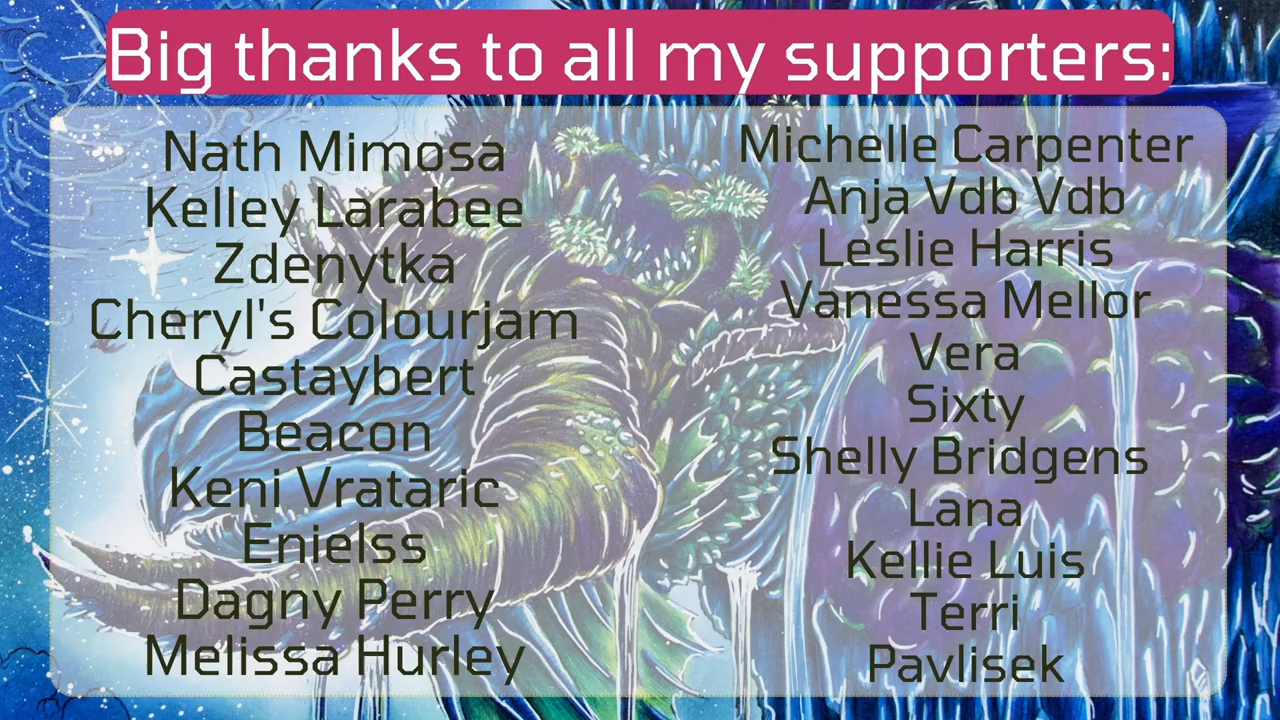 Big thanks to all my supporters:
Nath Mimosa
Kelley Larabee
Zdenytka
Cheryl's Colourjam
Castaybert
Beacon
Keni Vrataric
Enielss
Dagny Perry
Melissa Hurley
Michelle Carpenter
Anja Vdb Vdb
Leslie Harris
Vanessa Mellor
Vera
Sixty
Shelly Bridgens
Lana
Kellie Luis
Terri
Pavlisek